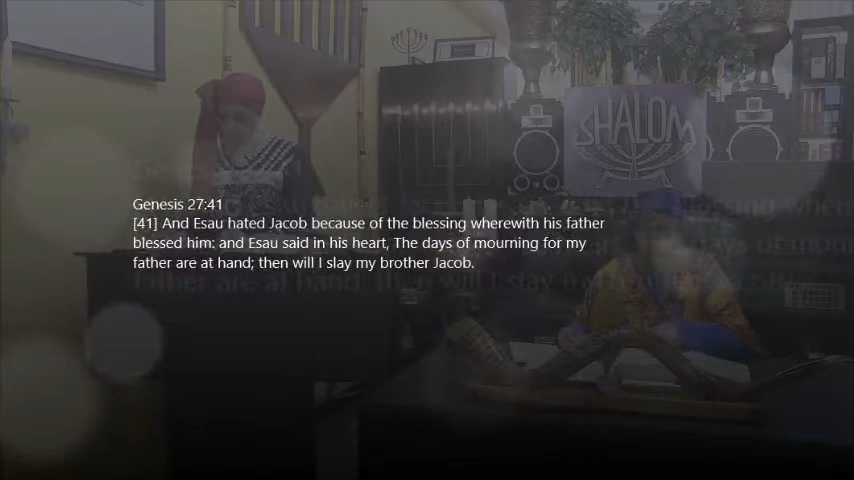 SHALOM
Genesis 27:41
[41] And Esau hated Jacob because of the blessing wherewith his father
blessed him: and Esau said in his heart, The days of mourning for my
father are at hand; then will I slay my brother Jacob.